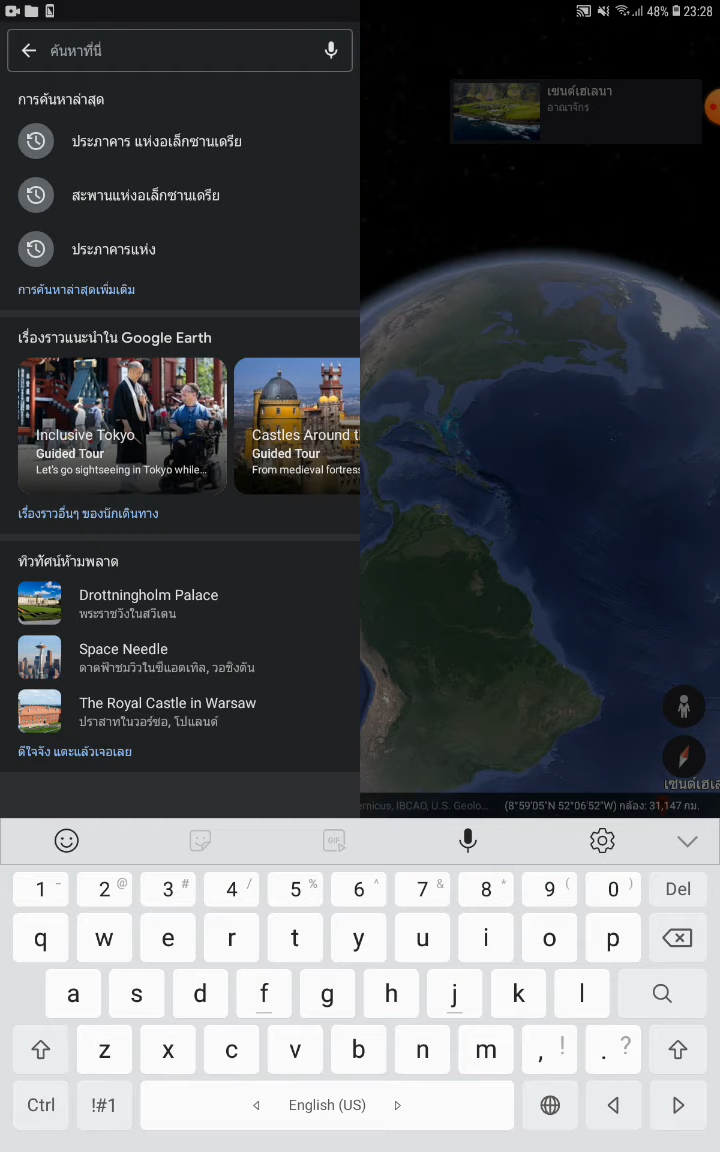 48% 23:28
ค้นหาที่นี่
การค้นหาล่าสุด
ประภาคาร แห่งอเล็กซานเดรีย
สะพานแห่งอเล็กซานเดรีย
ประภาคารแห่ง
การค้นหาล่าสุดเพิ่มเติม
เรื่องราวแนะนำใน Google Earth
Inclusive Tokyo
Guided Tour
Let's go sightseeing in Tokyo while...
Castles Around t
Guided Tour
From medieval fortress
เรื่องราวอื่นๆ ของนักเดินทาง
ทิวทัศน์ห้ามพลาด
Drottningholm Palace
พระราชวังในสวีเดน
Space Needle
ดาดฟ้าชมวิวในซีแอตเทิล, วอชิงตัน
The Royal Castle in Warsaw
ปราสาทในวอร์ซอ, โปแลนด์
ดีใจจัง แตะแล้วเจอเลย
เซนต์เฮเลนา
อาณาจักร
เซนต์เฮเล
ernicus, IBCAO, U.S. Geolo... (8°59'05"N 52°06'52"W) กล้อง: 31,147 กม.
GIF
1 - 2 @ 3 # 4 / 5 % 6 ^ 7 & 8 * 9 ( 0 ) Del
q w e r t y u i o p
a s d f g h j k l
z x c v b n m , ! . ?
Ctrl !#1 English (US)